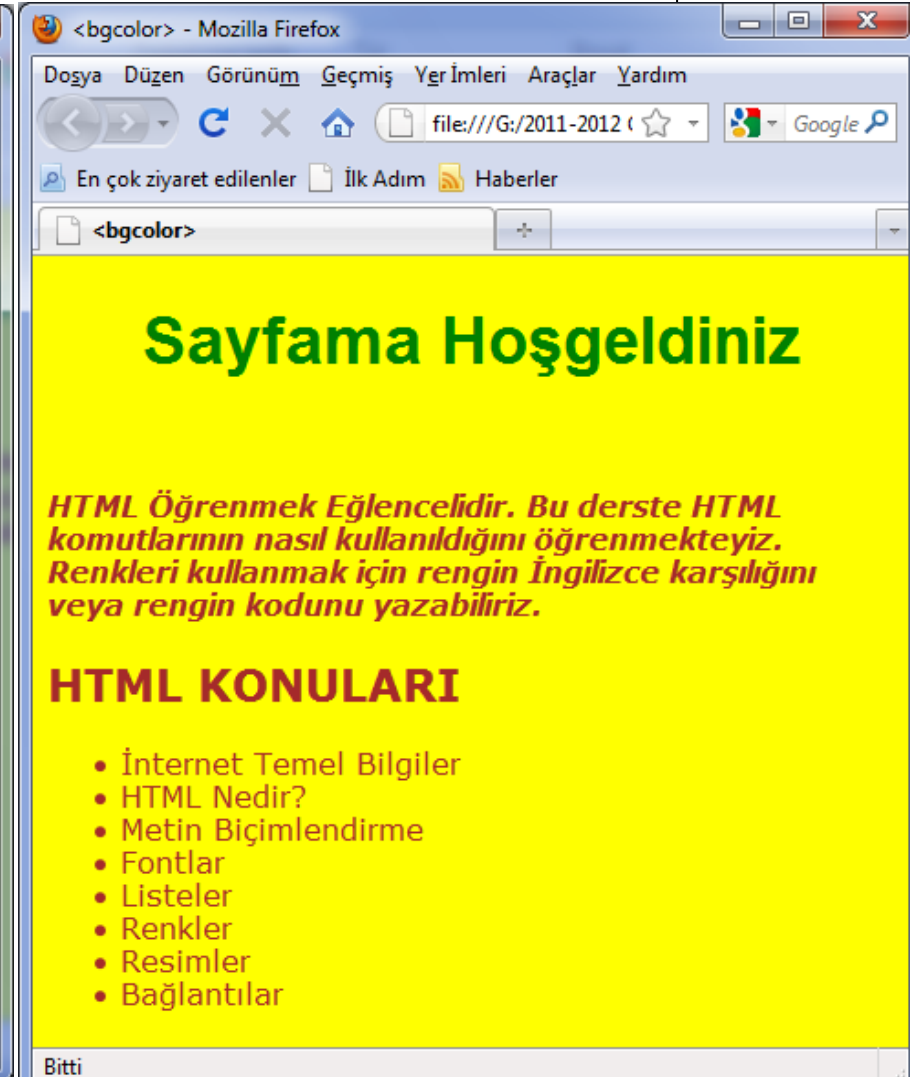 <bgcolor> - Mozilla Firefox
Dosya Düzen Görünüm Geçmiş Yer İmleri Araçlar Yardım
file:///G:/2011-2012 Google
En çok ziyaret edilenler İlk Adım Haberler
<bgcolor>
Sayfama Hoşgeldiniz
HTML Öğrenmek Eğlencelidir. Bu derste HTML
komutlarının nasıl kullanıldığını öğrenmekteyiz.
Renkleri kullanmak için rengin İngilizce karşılığını
veya rengin kodunu yazabiliriz.
HTML KONULARI
• İnternet Temel Bilgiler
• HTML Nedir?
• Metin Biçimlendirme
• Fontlar
• Listeler
• Renkler
• Resimler
• Bağlantılar
Bitti